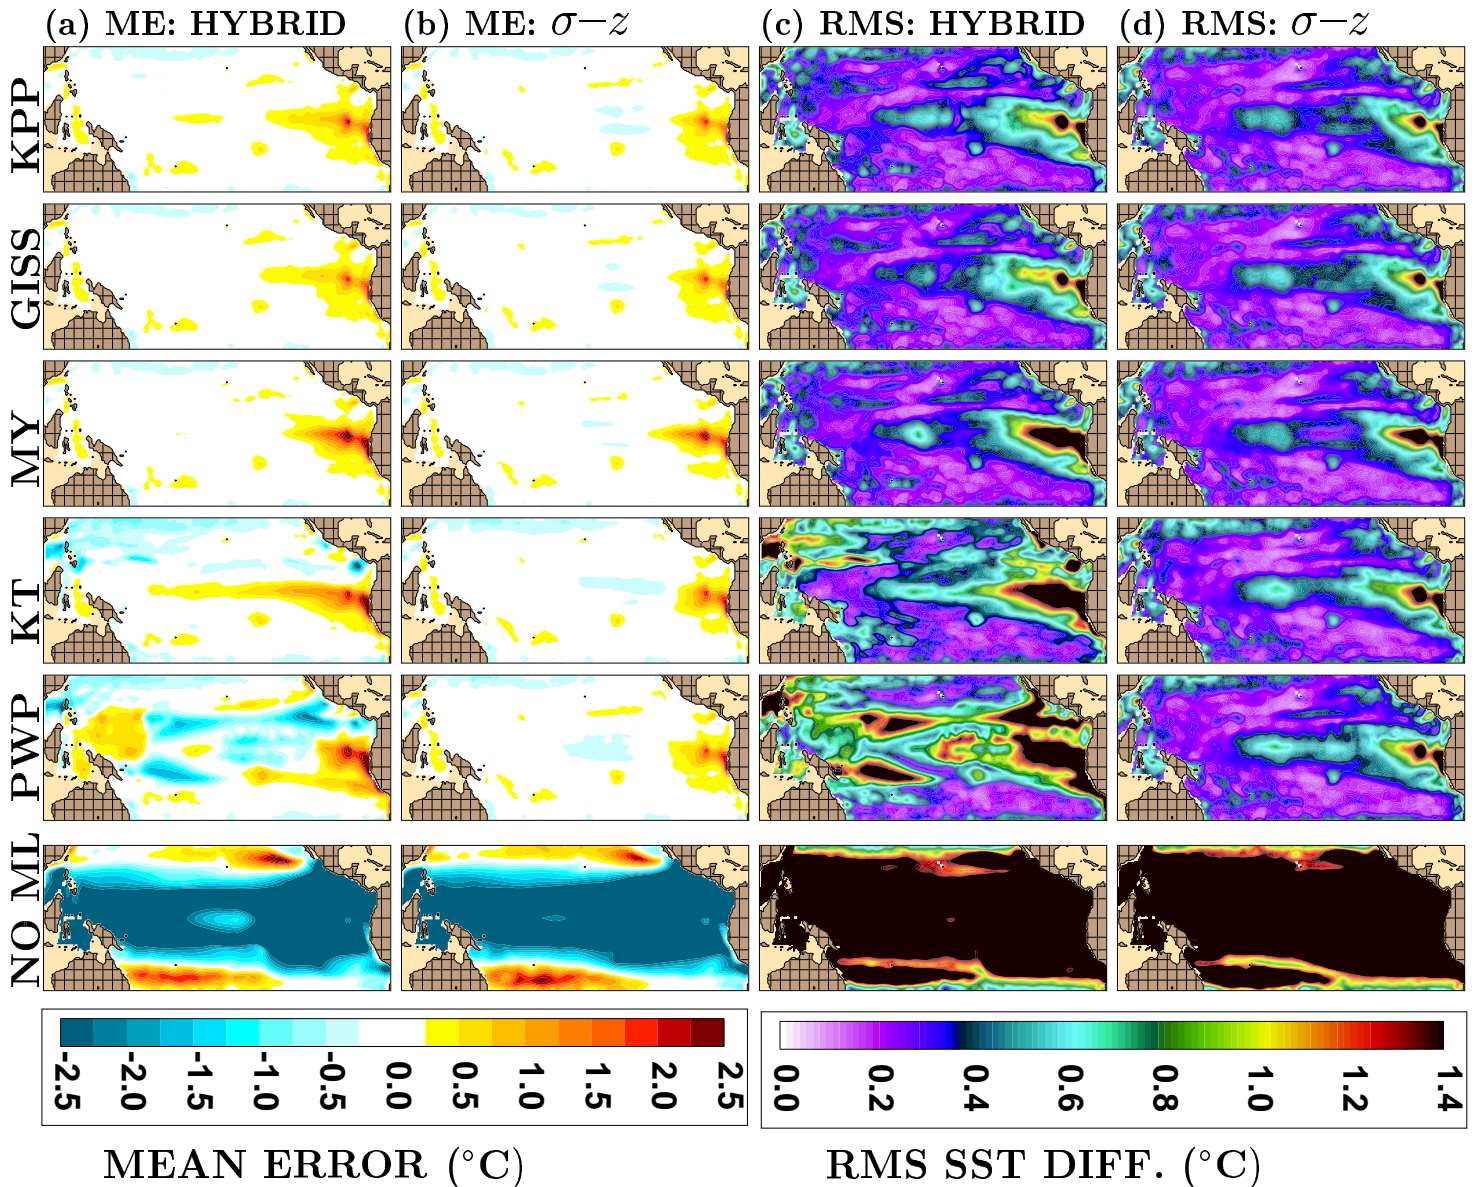 (a) ME: HYBRID
(b) ME: σ−z
(c) RMS: HYBRID
(d) RMS: σ−z
KPP
GISS
MY
KT
PWP
NO ML
-2.5 -2.0 -1.5 -1.0 -0.5 0.0 0.5 1.0 1.5 2.0 2.5
0.0 0.2 0.4 0.6 0.8 1.0 1.2 1.4
MEAN ERROR (°C)
RMS SST DIFF. (°C)